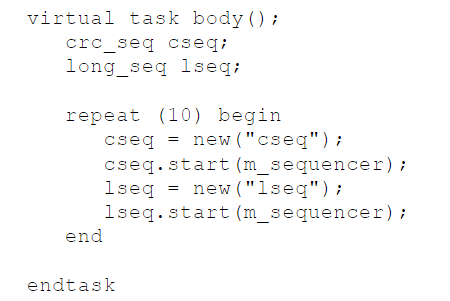 virtual task body();
crc_seq cseq;
long_seq lseq;
repeat (10) begin
cseq = new("cseq");
cseq.start(m_sequencer);
lseq = new("lseq");
lseq.start(m_sequencer);
end
endtask